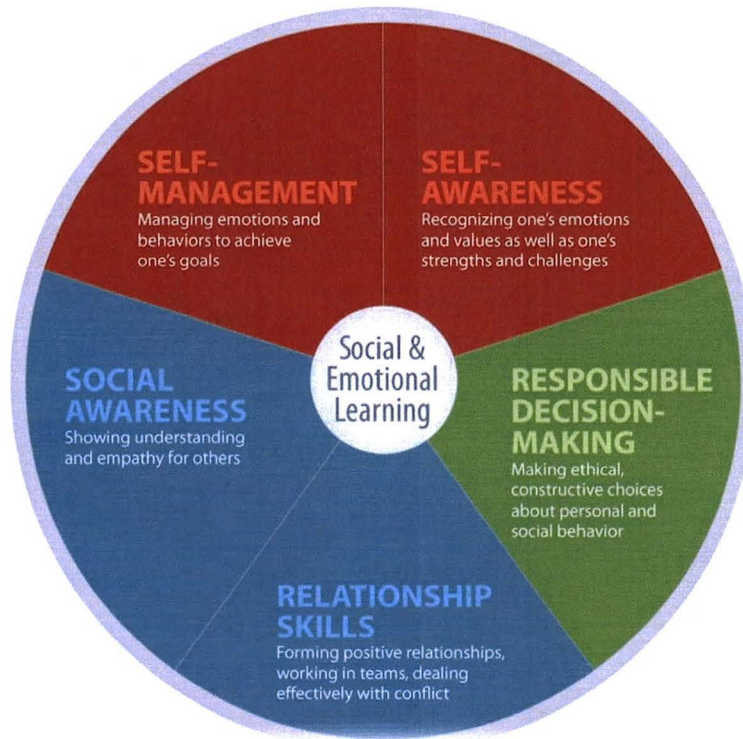 SELF-
MANAGEMENT
Managing emotions and
behaviors to achieve
one's goals
SELF-
AWARENESS
Recognizing one's emotions
and values as well as one's
strengths and challenges
Social &
Emotional
Learning
SOCIAL
AWARENESS
Showing understanding
and empathy for others
RESPONSIBLE
DECISION-
MAKING
Making ethical,
constructive choices
about personal and
social behavior
RELATIONSHIP
SKILLS
Forming positive relationships,
working in teams, dealing
effectively with conflict